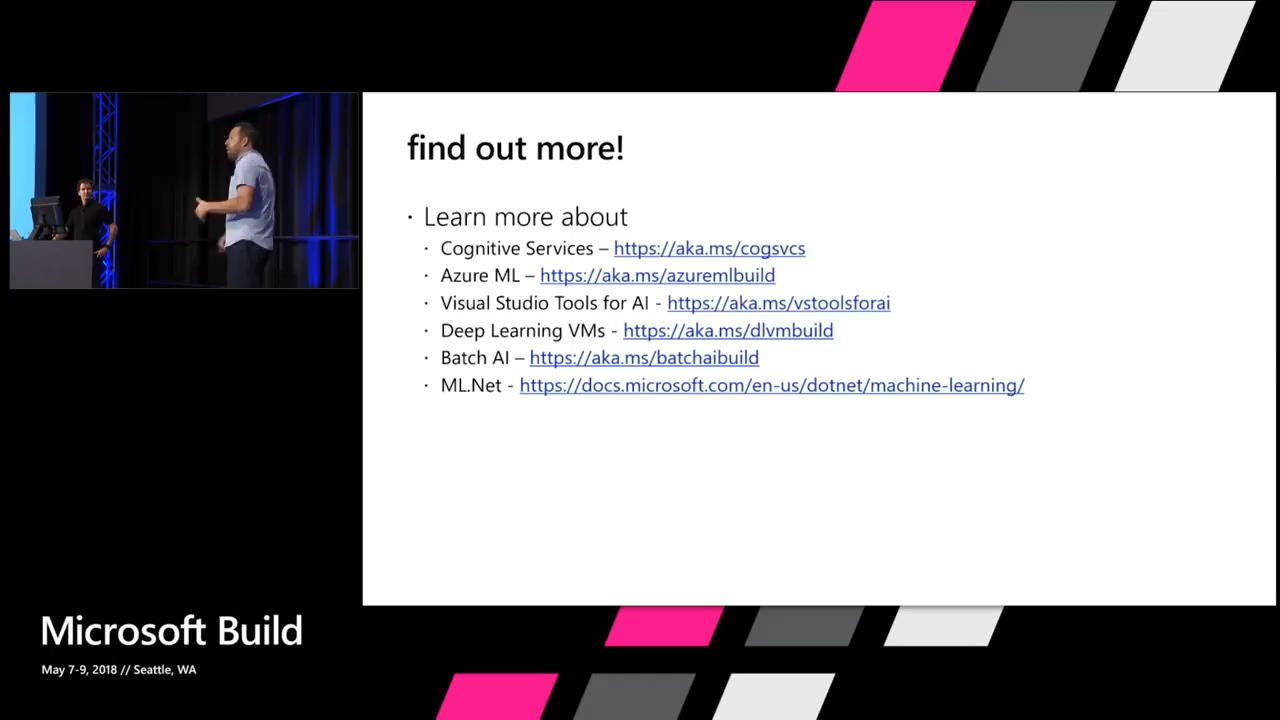 find out more!
· Learn more about
· Cognitive Services – https://aka.ms/cogsvcs
· Azure ML – https://aka.ms/azuremlbuild
· Visual Studio Tools for AI - https://aka.ms/vstoolsforai
· Deep Learning VMs - https://aka.ms/dlvmbuild
· Batch AI – https://aka.ms/batchaibuild
· ML.Net - https://docs.microsoft.com/en-us/dotnet/machine-learning/
Microsoft Build
May 7-9, 2018 // Seattle, WA